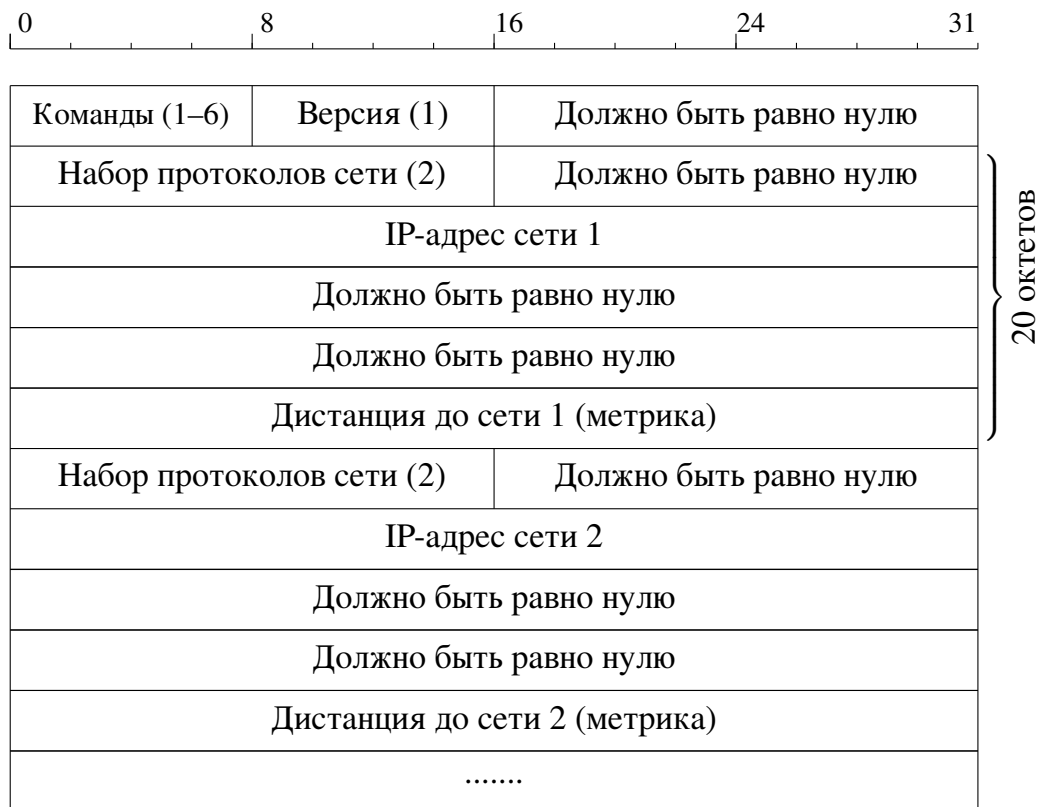 0 8 16 24 31
Команды (1–6) Версия (1) Должно быть равно нулю
Набор протоколов сети (2) Должно быть равно нулю
IP-адрес сети 1
Должно быть равно нулю
Должно быть равно нулю
Дистанция до сети 1 (метрика)
20 октетов
Набор протоколов сети (2) Должно быть равно нулю
IP-адрес сети 2
Должно быть равно нулю
Должно быть равно нулю
Дистанция до сети 2 (метрика)
.......